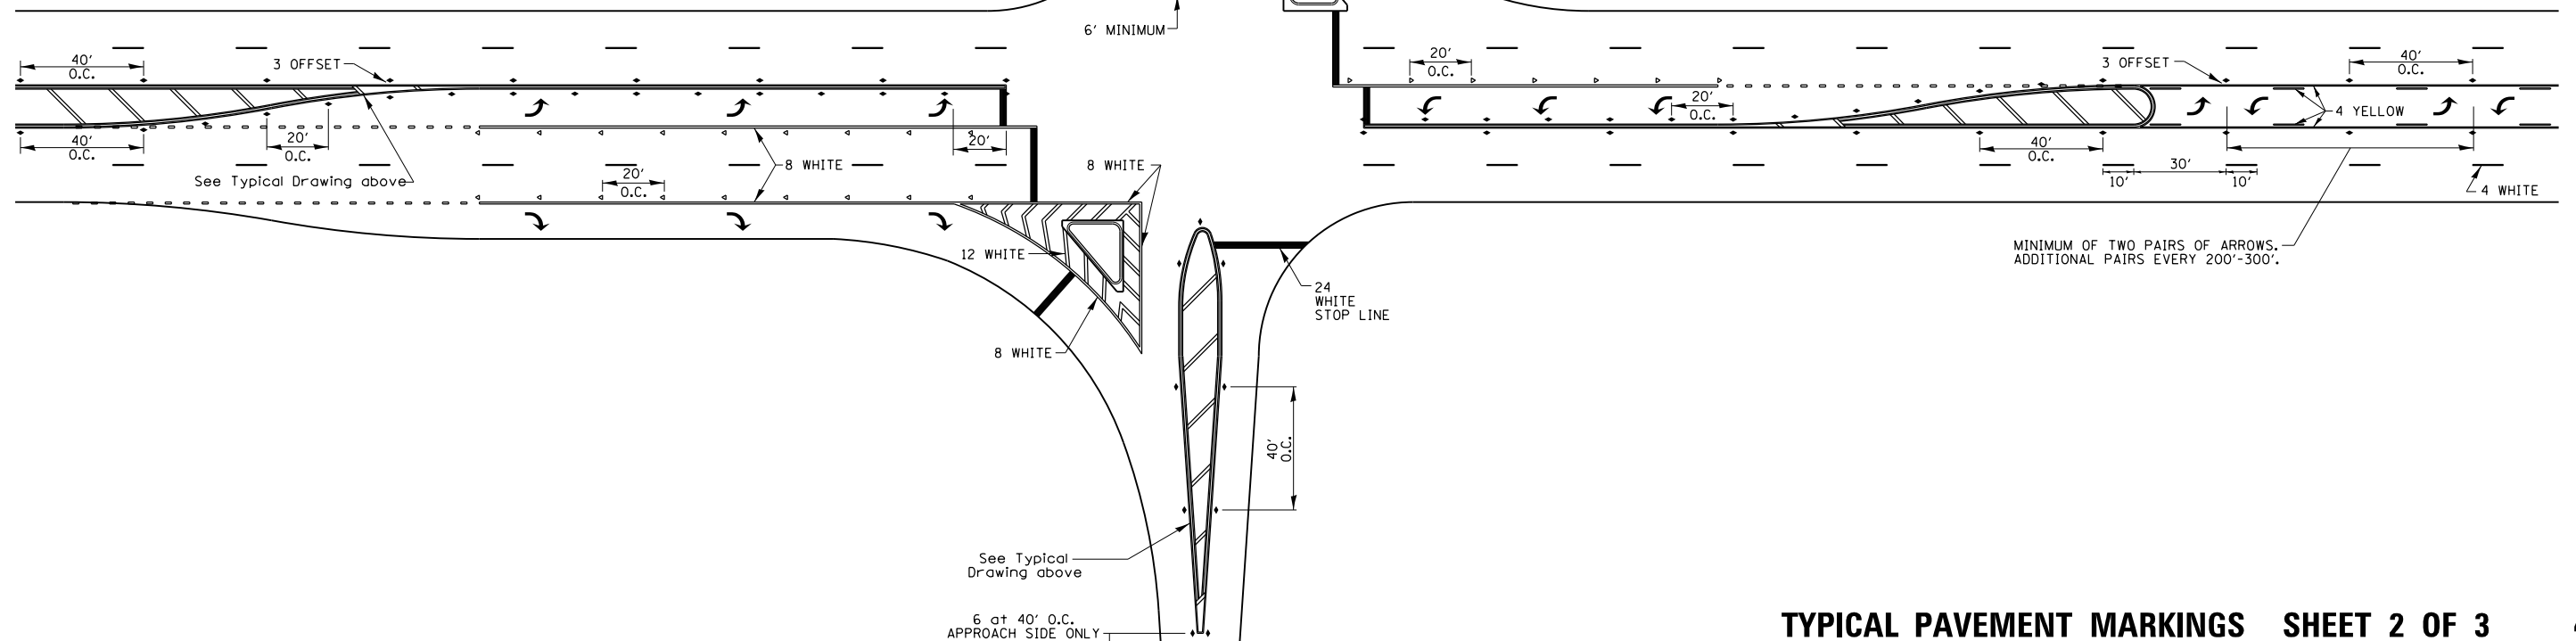 6' MINIMUM
40'
O.C.
3 OFFSET
20'
O.C.
3 OFFSET
40'
O.C.
40'
O.C.
20'
O.C.
20'
20'
O.C.
4 YELLOW
40'
O.C.
See Typical Drawing above
20'
O.C.
8 WHITE
8 WHITE
10'
30'
10'
4 WHITE
12 WHITE
MINIMUM OF TWO PAIRS OF ARROWS.
ADDITIONAL PAIRS EVERY 200'-300'.
24
WHITE
STOP LINE
8 WHITE
40'
O.C.
See Typical
Drawing above
6 at 40' O.C.
APPROACH SIDE ONLY
TYPICAL PAVEMENT MARKINGS SHEET 2 OF 3